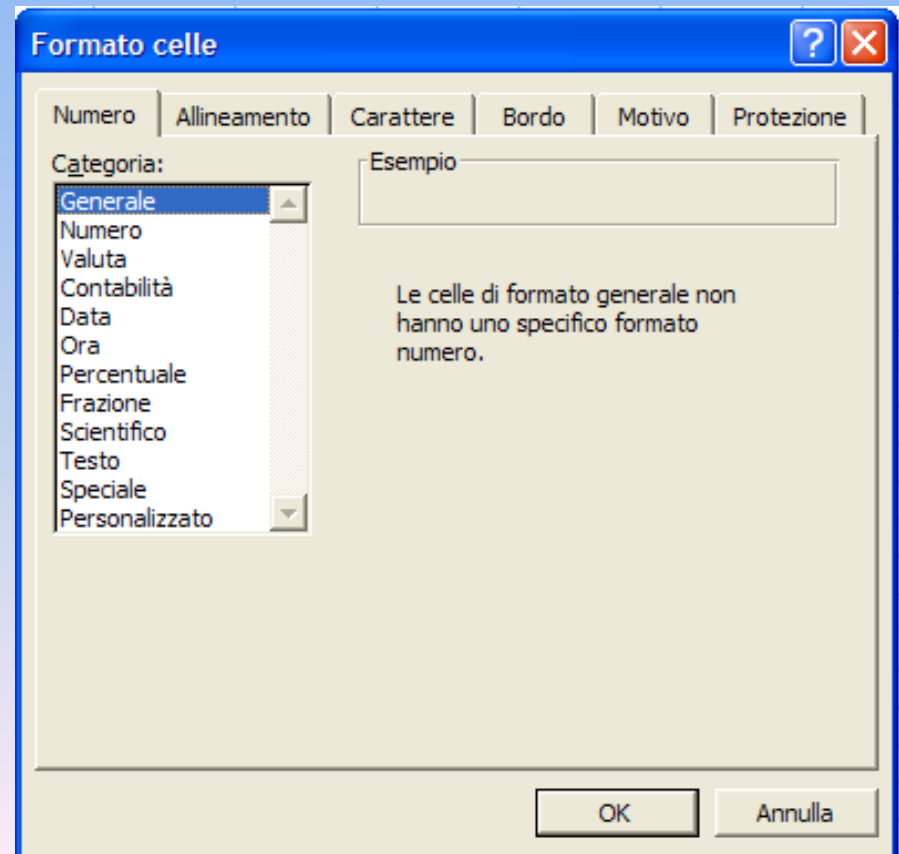 Formato celle
Numero Allineamento Carattere Bordo Motivo Protezione
Categoria:
Generale
Numero
Valuta
Contabilità
Data
Ora
Percentuale
Frazione
Scientifico
Testo
Speciale
Personalizzato
Esempio
Le celle di formato generale non
hanno uno specifico formato
numero.
OK Annulla